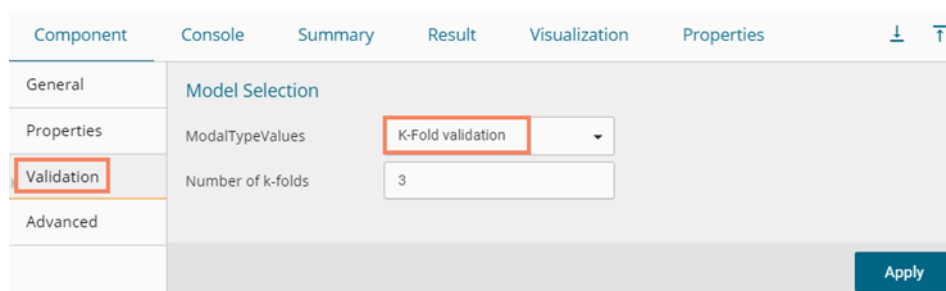 Component Console Summary Result Visualization Properties
General
Model Selection
Properties
ModalTypeValues K-Fold validation
Validation
Number of k-folds 3
Advanced
Apply